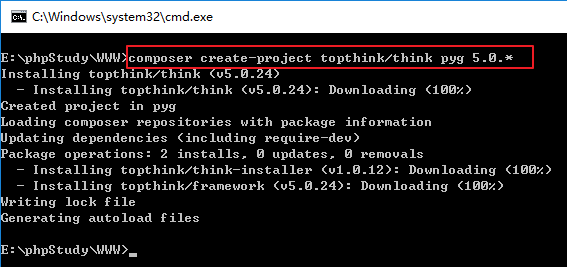 C:\Windows\system32\cmd.exe
E:\phpStudy\WWW>composer create-project topthink/think pyg 5.0.*
Installing topthink/think (v5.0.24)
  - Installing topthink/think (v5.0.24): Downloading (100%)
Created project in pyg
Loading composer repositories with package information
Updating dependencies (including require-dev)
Package operations: 2 installs, 0 updates, 0 removals
  - Installing topthink/think-installer (v1.0.12): Downloading (100%)
  - Installing topthink/framework (v5.0.24): Downloading (100%)
Writing lock file
Generating autoload files
E:\phpStudy\WWW>